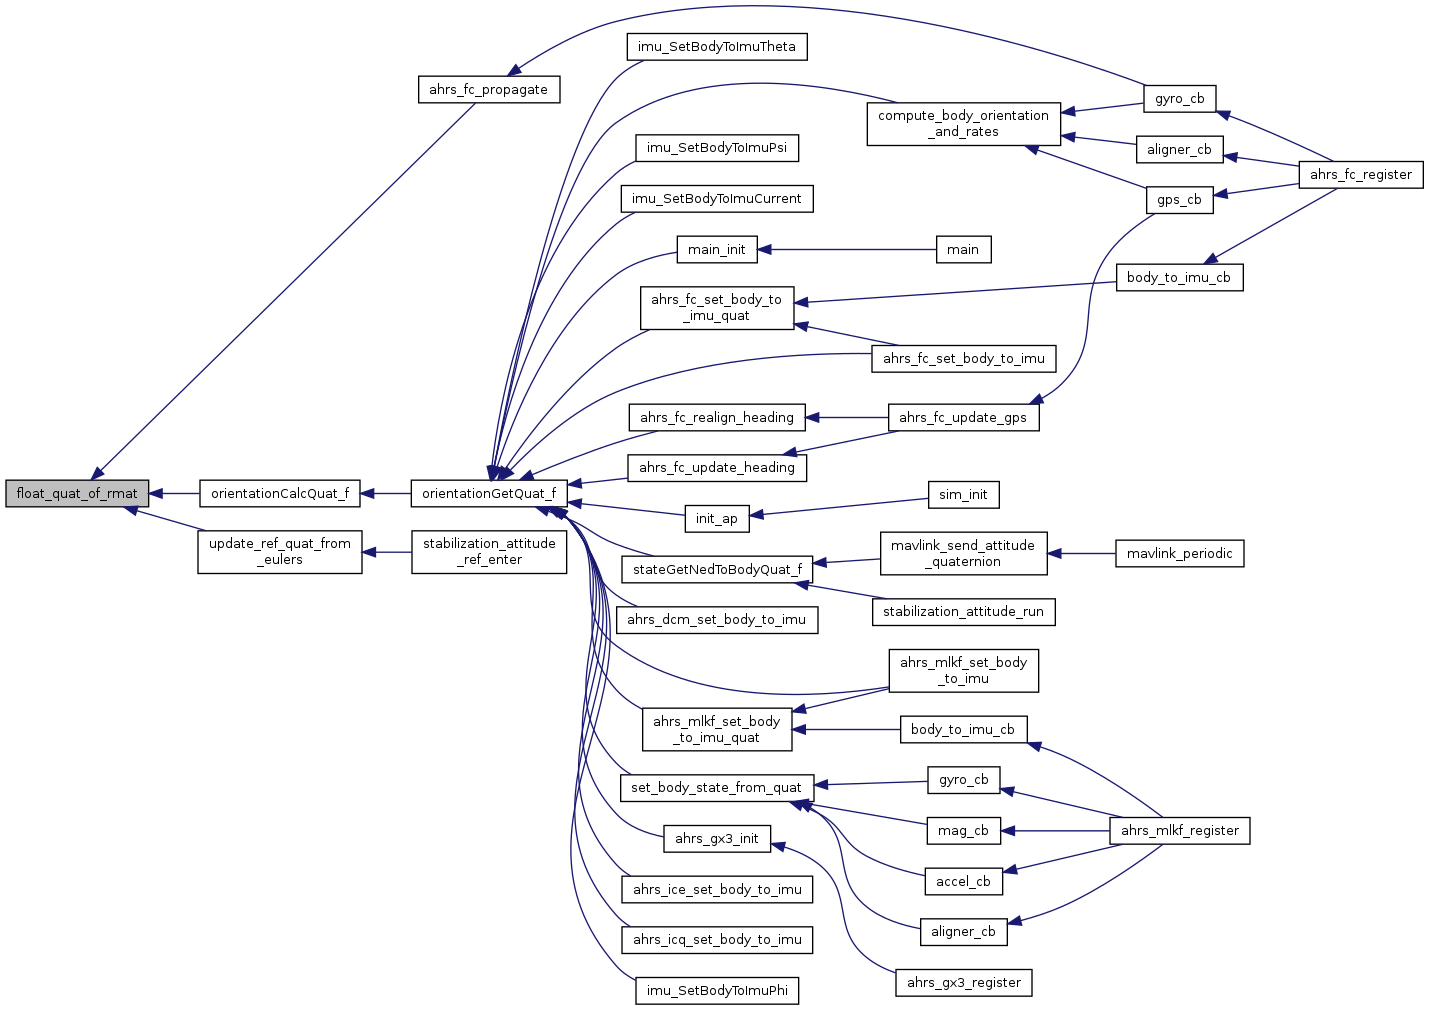 imu_SetBodyToImuTheta
ahrs_fc_propagate
gyro_cb
compute_body_orientation
_and_rates
imu_SetBodyToImuPsi
aligner_cb
ahrs_fc_register
imu_SetBodyToImuCurrent
gps_cb
main_init
main
body_to_imu_cb
ahrs_fc_set_body_to
_imu_quat
ahrs_fc_set_body_to_imu
ahrs_fc_realign_heading
ahrs_fc_update_gps
ahrs_fc_update_heading
float_quat_of_rmat
orientationCalcQuat_f
orientationGetQuat_f
sim_init
init_ap
update_ref_quat_from
_eulers
stabilization_attitude
_ref_enter
stateGetNedToBodyQuat_f
mavlink_send_attitude
_quaternion
mavlink_periodic
stabilization_attitude_run
ahrs_dcm_set_body_to_imu
ahrs_mlkf_set_body
_to_imu
ahrs_mlkf_set_body
_to_imu_quat
body_to_imu_cb
set_body_state_from_quat
gyro_cb
ahrs_gx3_init
mag_cb
ahrs_mlkf_register
ahrs_ice_set_body_to_imu
accel_cb
ahrs_icq_set_body_to_imu
aligner_cb
imu_SetBodyToImuPhi
ahrs_gx3_register